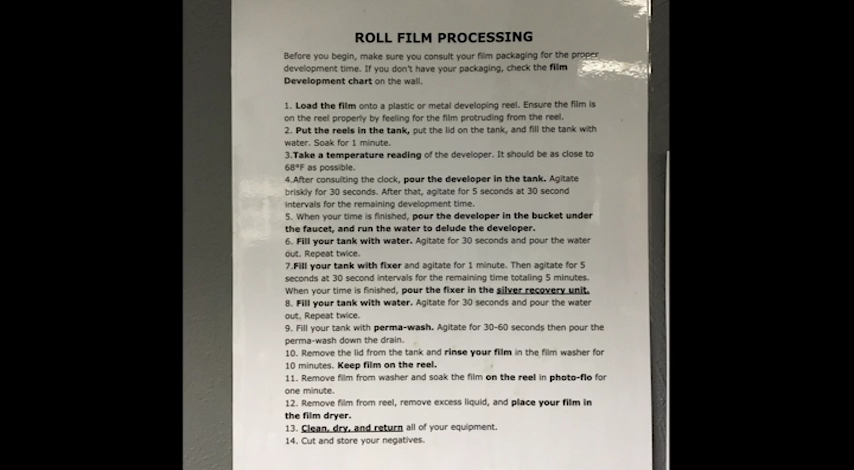 ROLL FILM PROCESSING
Before you begin, make sure you consult your film packaging for the proper
development time. If you don't have your packaging, check the film
Development chart on the wall.
1. Load the film onto a plastic or metal developing reel. Ensure the film is
on the reel properly by feeling for the film protruding from the reel.
2. Put the reels in the tank, put the lid on the tank, and fill the tank with
water. Soak for 1 minute.
3.Take a temperature reading of the developer. It should be as close to
68°F as possible.
4.After consulting the clock, pour the developer in the tank. Agitate
briskly for 30 seconds. After that, agitate for 5 seconds at 30 second
intervals for the remaining development time.
5. When your time is finished, pour the developer in the bucket under
the faucet, and run the water to delude the developer.
6. Fill your tank with water. Agitate for 30 seconds and pour the water
out. Repeat twice.
7.Fill your tank with fixer and agitate for 1 minute. Then agitate for 5
seconds at 30 second intervals for the remaining time totaling 5 minutes.
When your time is finished, pour the fixer in the silver recovery unit.
8. Fill your tank with water. Agitate for 30 seconds and pour the water
out. Repeat twice.
9. Fill your tank with perma-wash. Agitate for 30-60 seconds then pour the
perma-wash down the drain.
10. Remove the lid from the tank and rinse your film in the film washer for
10 minutes. Keep film on the reel.
11. Remove film from washer and soak the film on the reel in photo-flo for
one minute.
12. Remove film from reel, remove excess liquid, and place your film in
the film dryer.
13. Clean, dry, and return all of your equipment.
14. Cut and store your negatives.